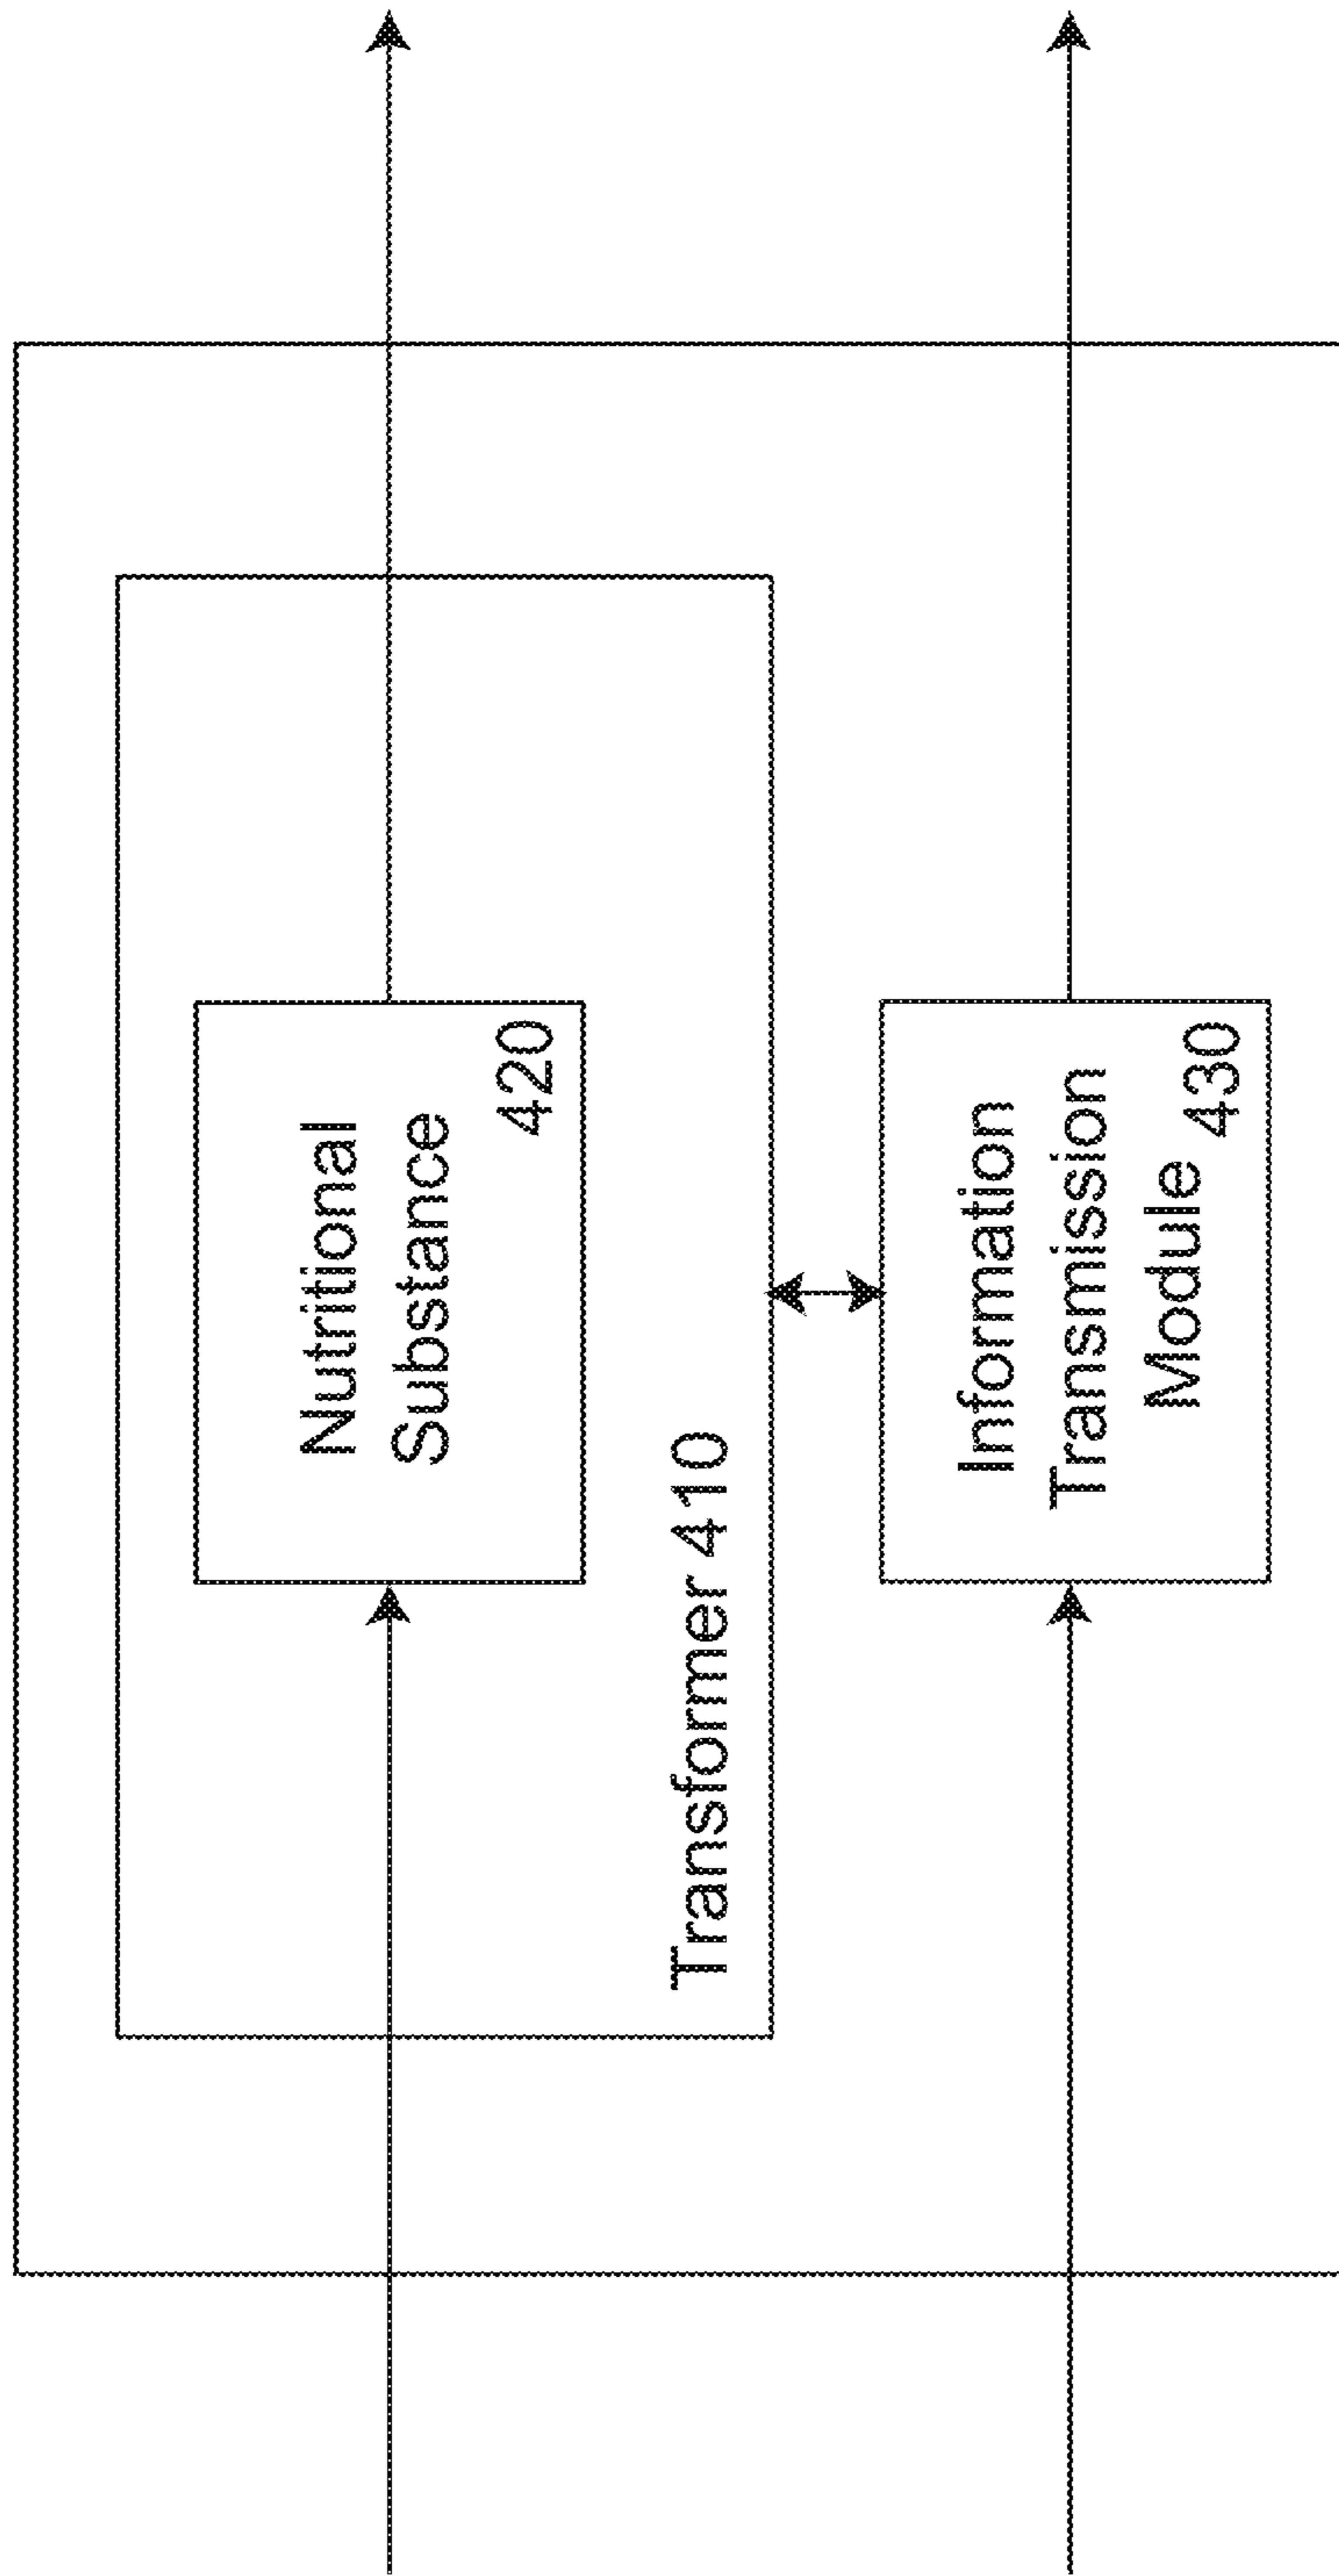 Nutritional
Substance
420
Transformer 410
Information
Transmission
Module 430